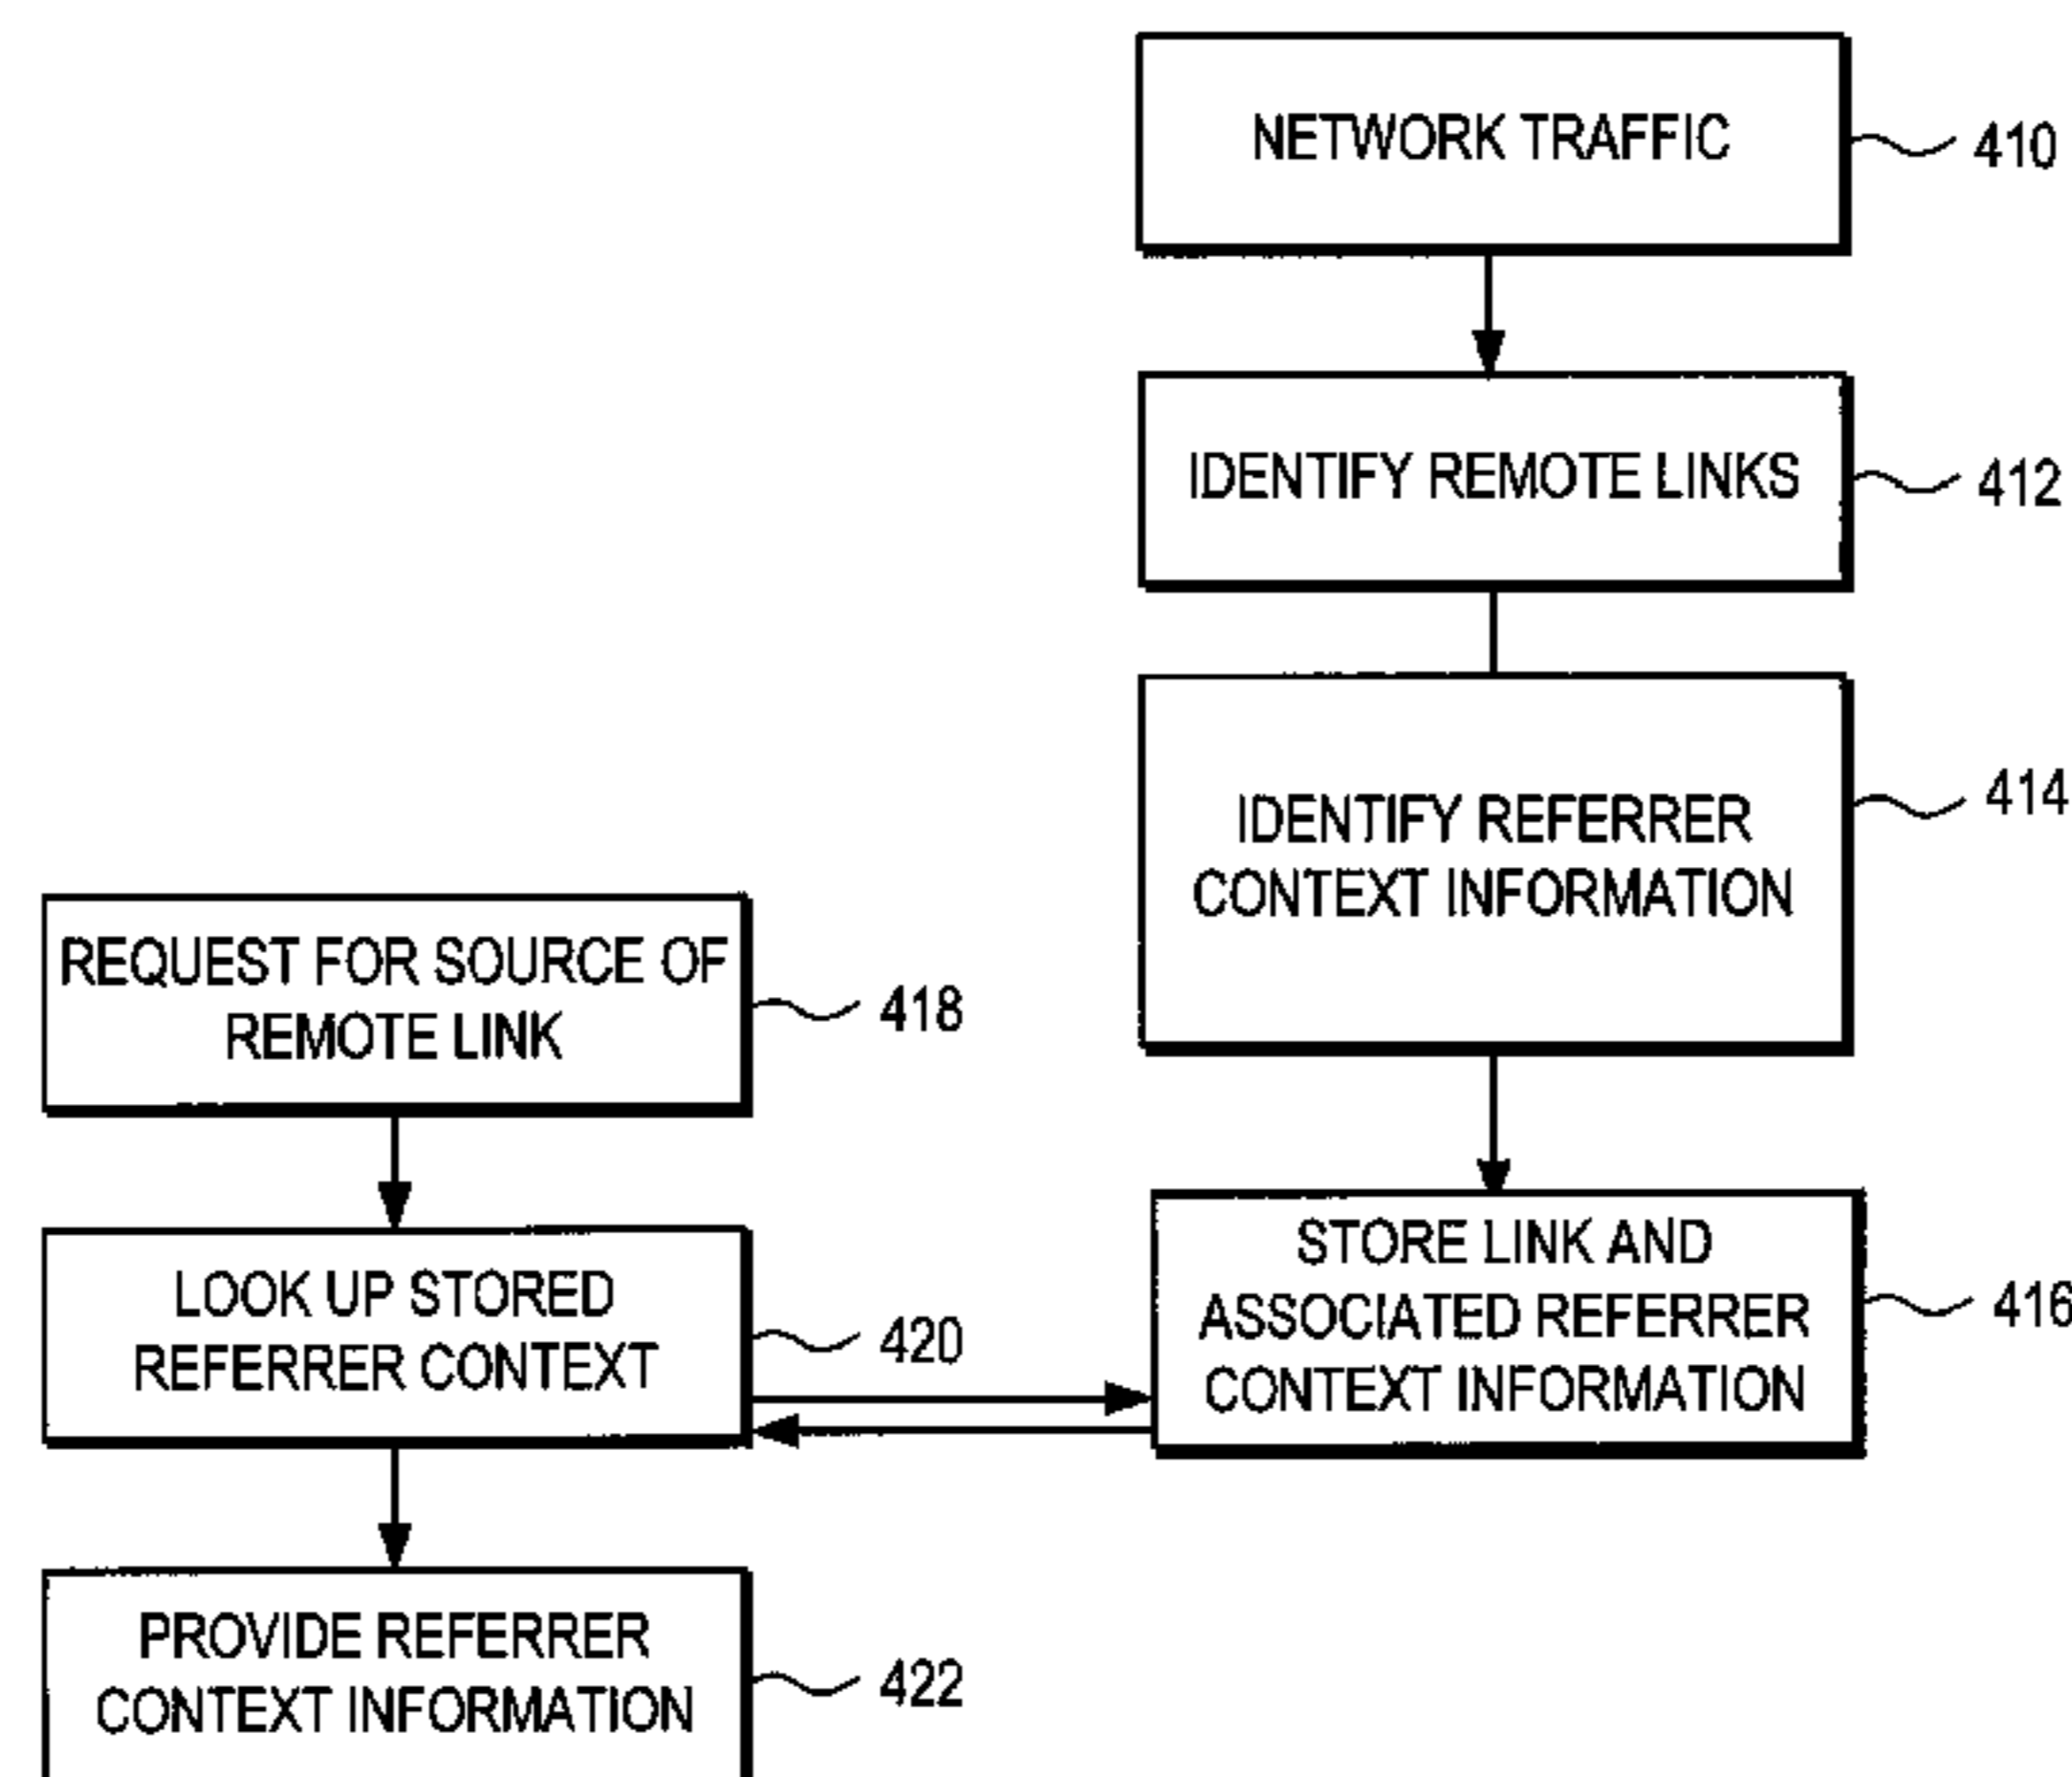 NETWORK TRAFFIC
410
IDENTIFY REMOTE LINKS
412
IDENTIFY REFERRER
CONTEXT INFORMATION
414
REQUEST FOR SOURCE OF
REMOTE LINK
418
LOOK UP STORED
REFERRER CONTEXT
420
STORE LINK AND
ASSOCIATED REFERRER
CONTEXT INFORMATION
416
PROVIDE REFERRER
CONTEXT INFORMATION
422